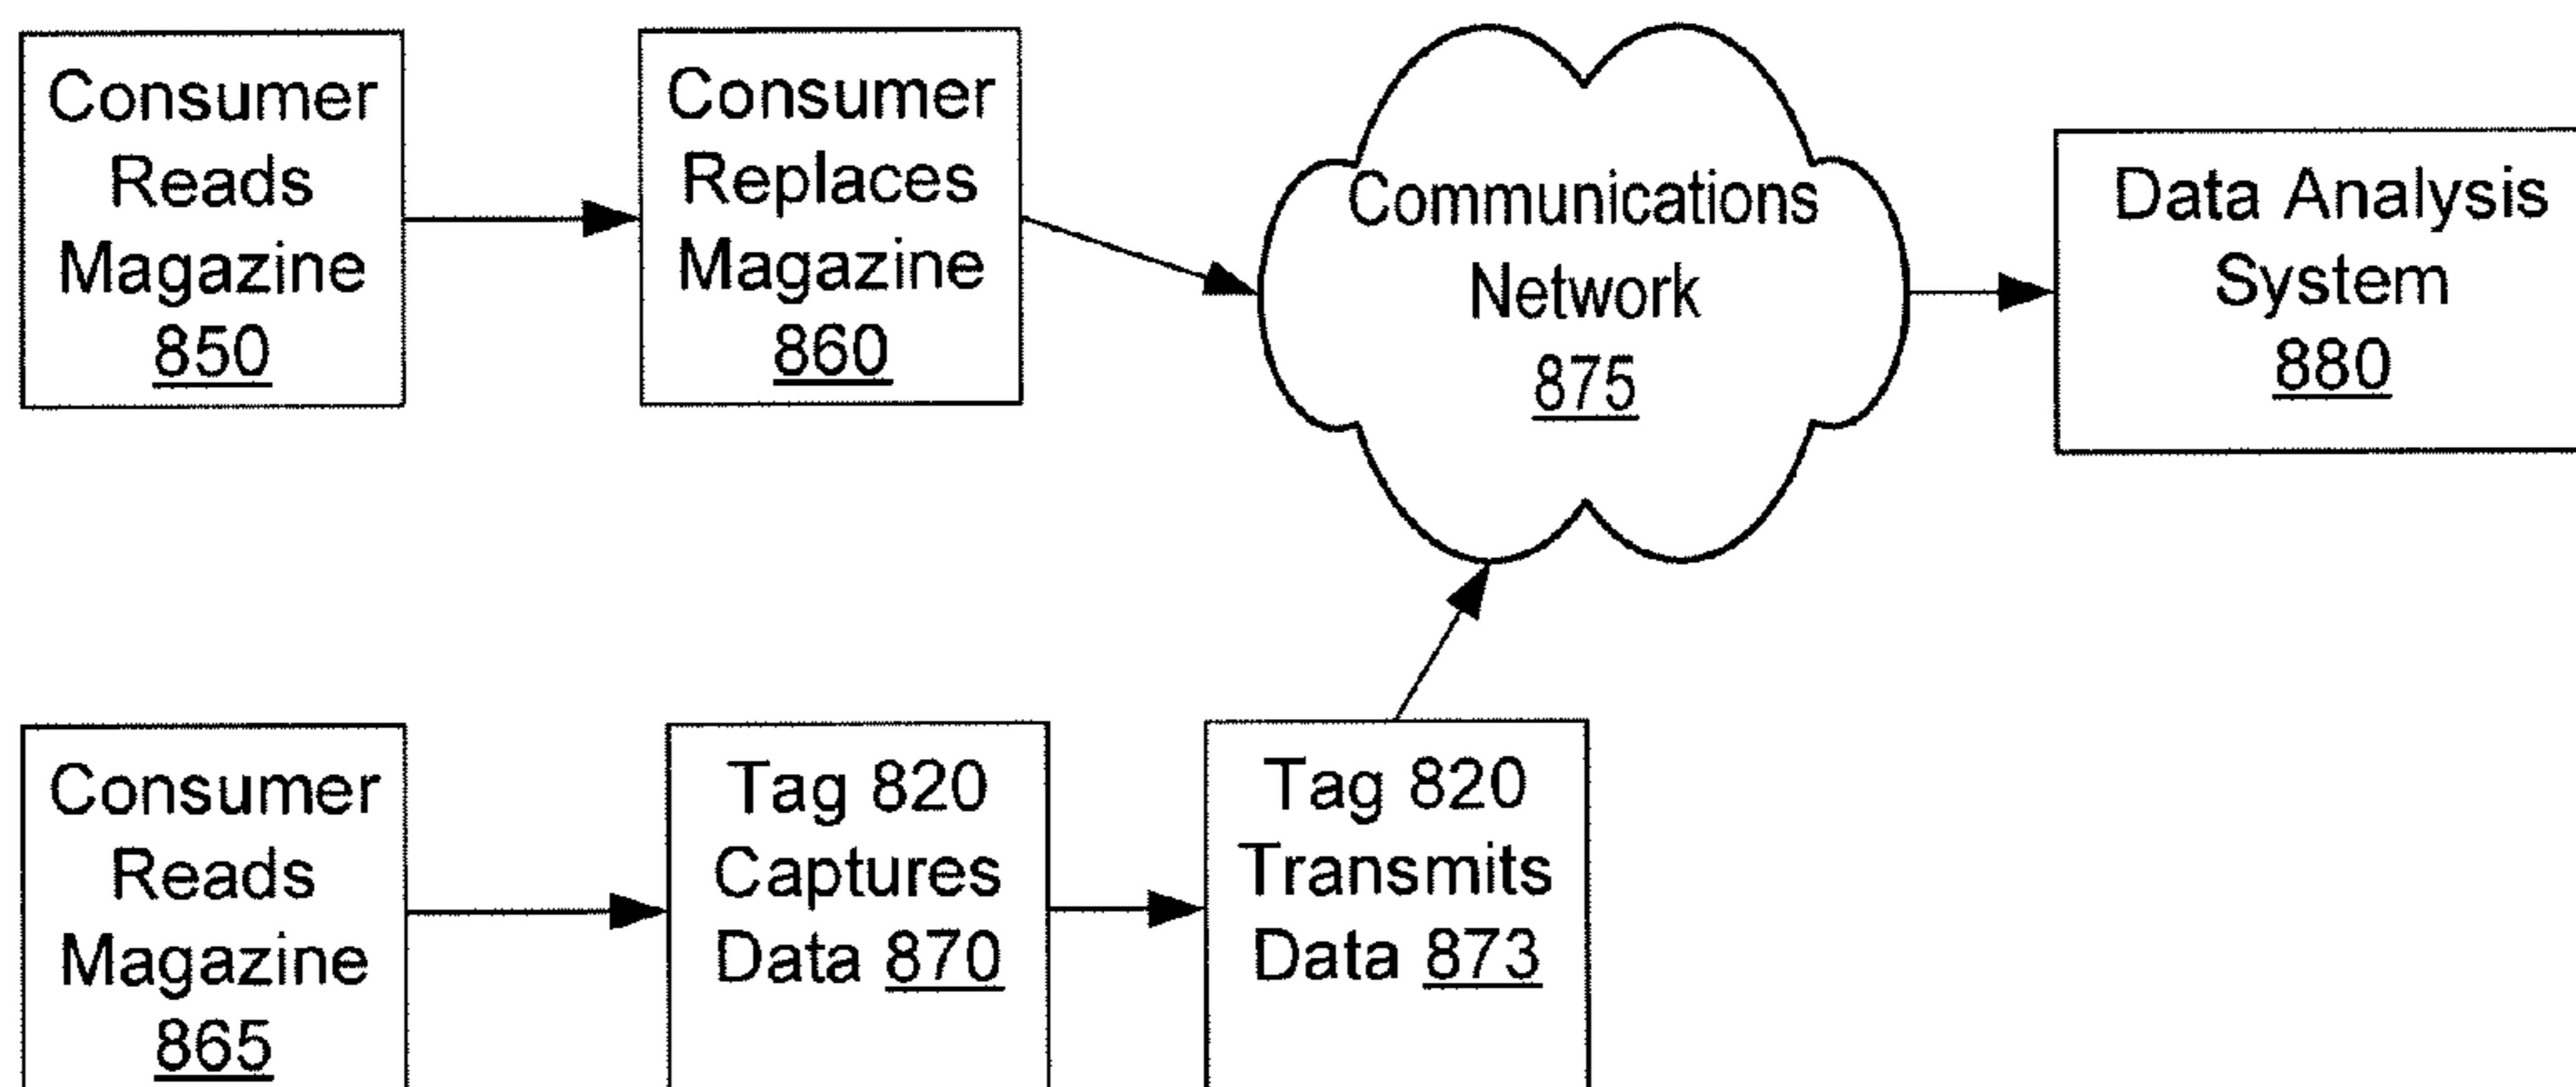 Consumer
Reads
Magazine
850
Consumer
Replaces
Magazine
860
Communications
Network
875
Data Analysis
System
880
Consumer
Reads
Magazine
865
Tag 820
Captures
Data 870
Tag 820
Transmits
Data 873